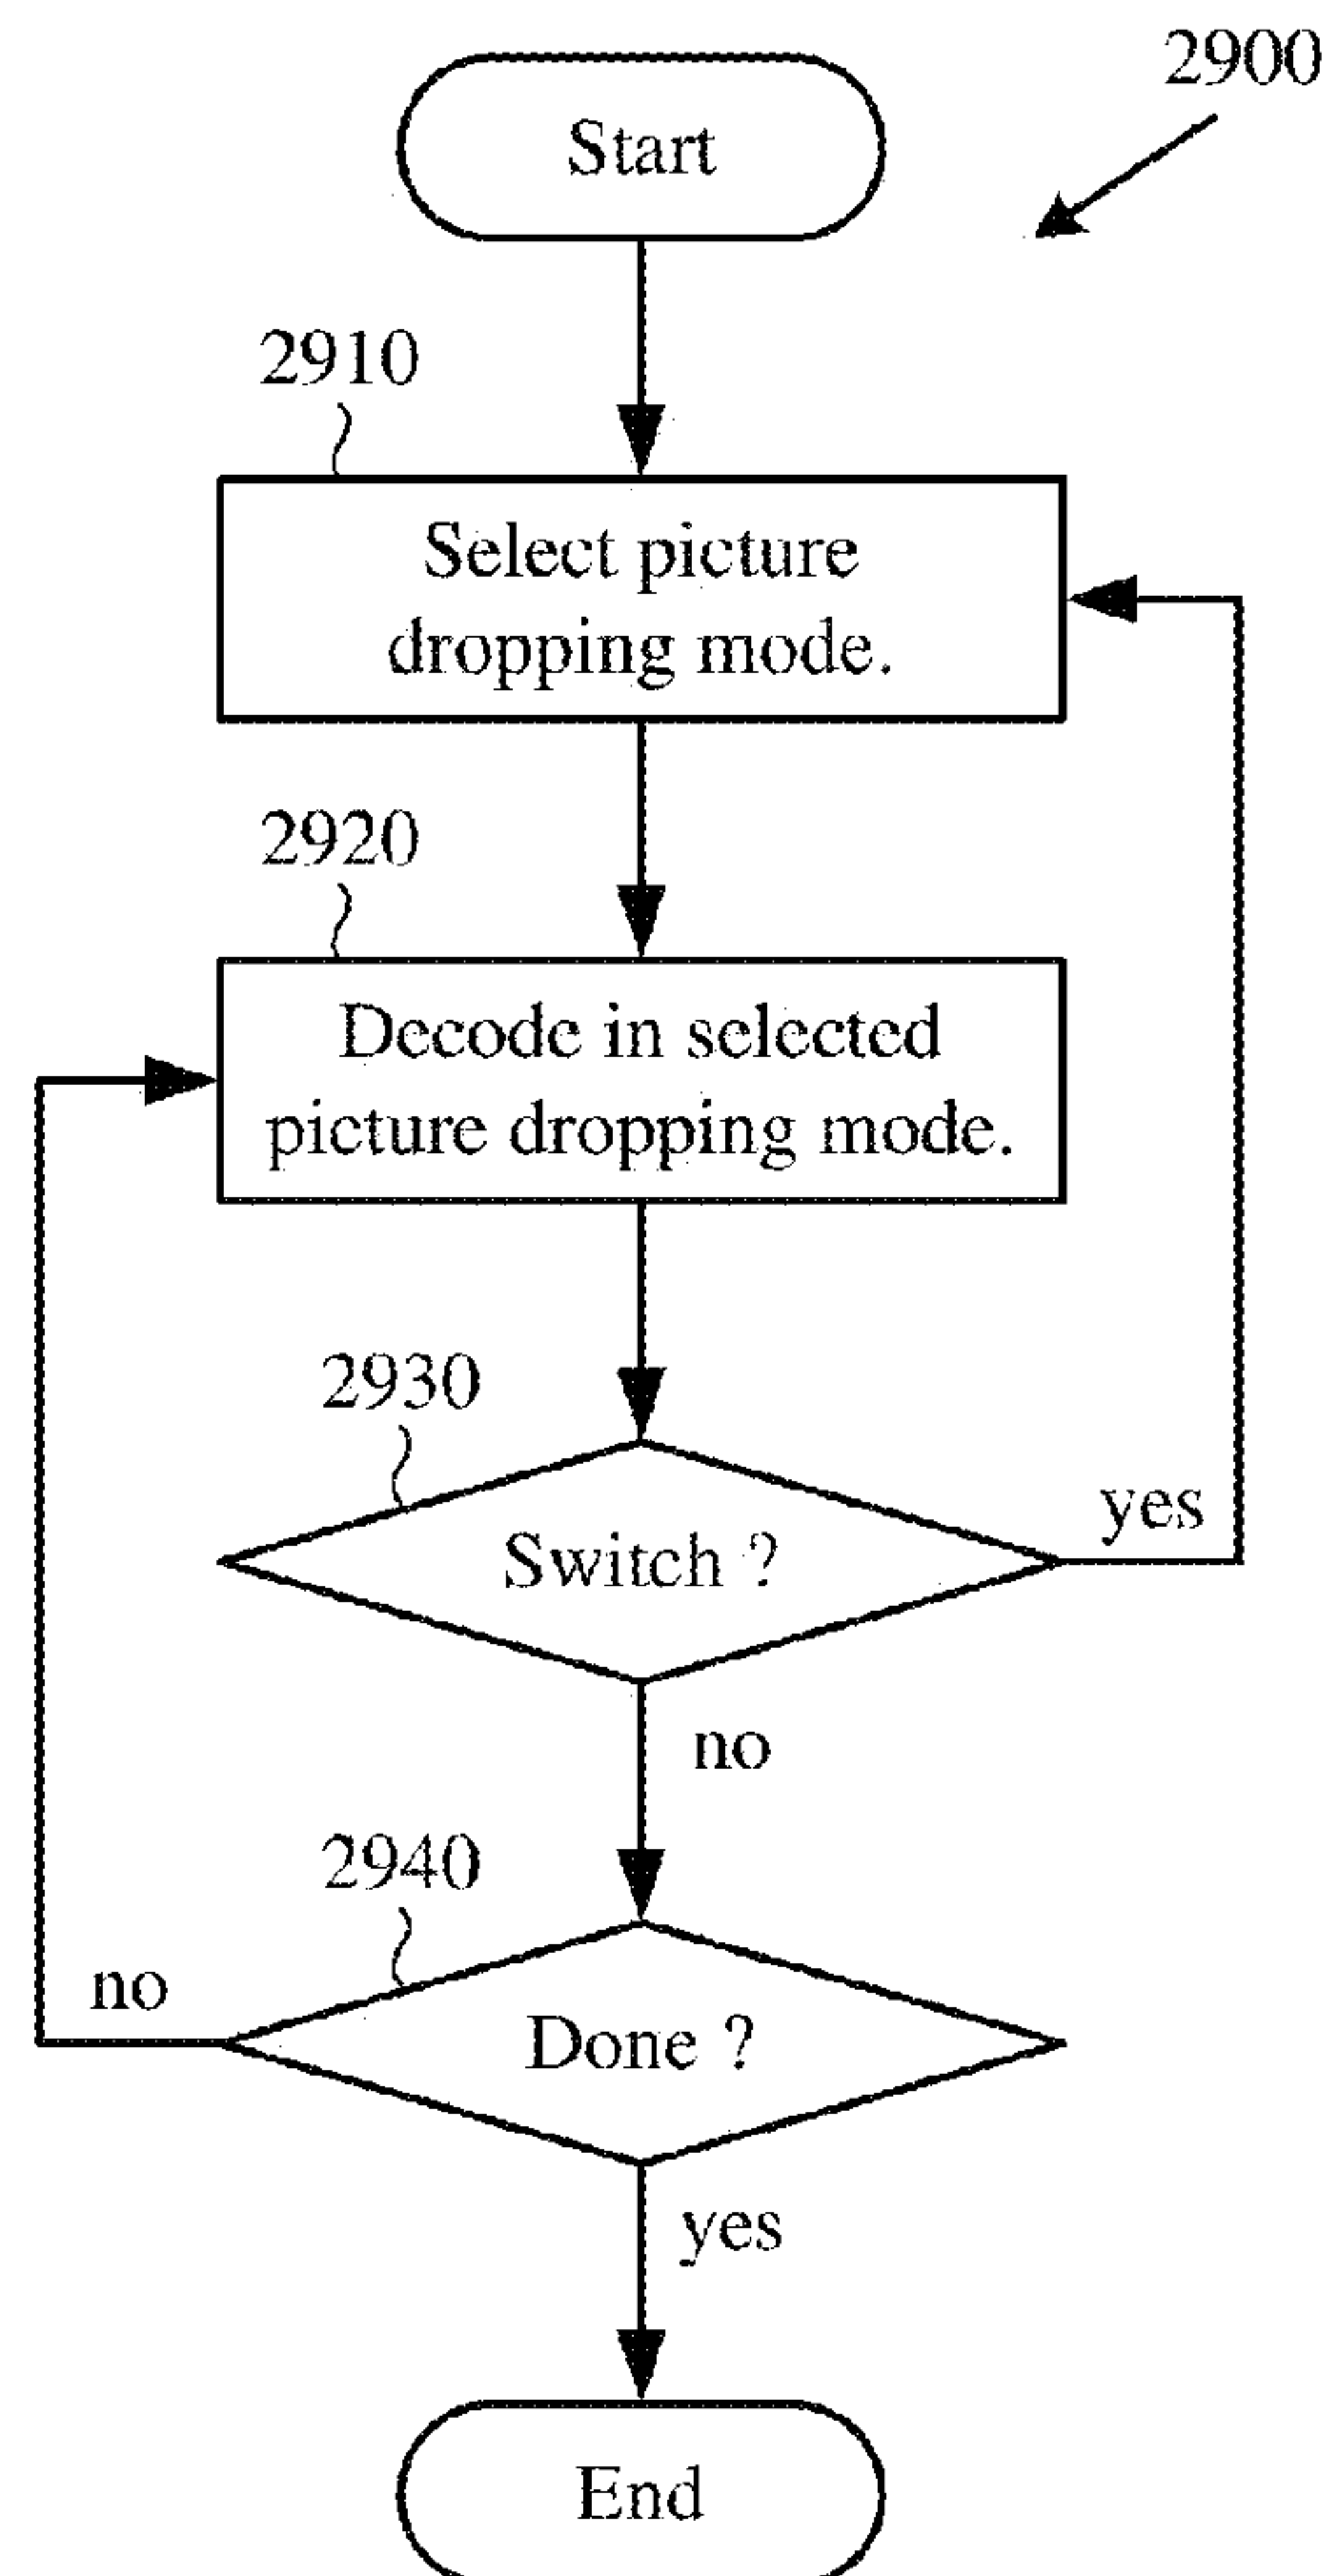 2900
Start
2910
Select picture
dropping mode.
2920
Decode in selected
picture dropping mode.
2930
Switch ?
yes
no
2940
no
Done ?
yes
End